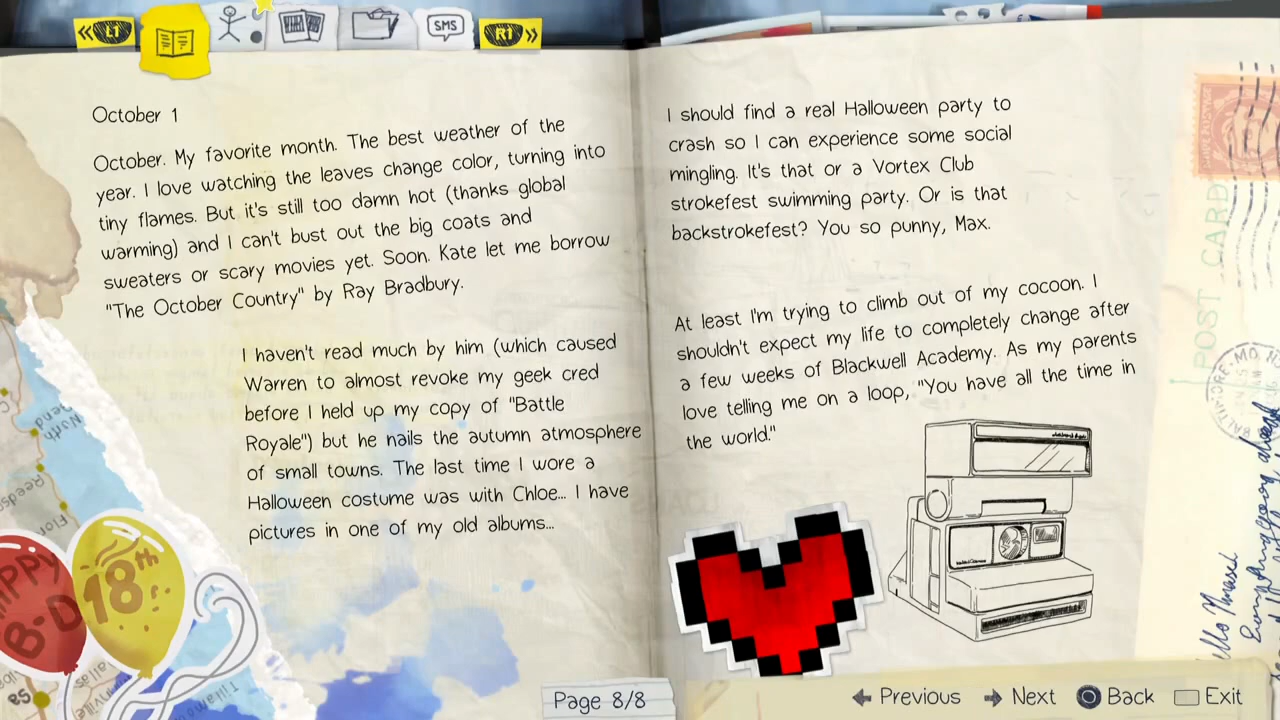 L1
SMS
R1
October 1
October. My favorite month. The best weather of the
year. I love watching the leaves change color, turning into
tiny flames. But it's still too damn hot (thanks global
warming) and I can't bust out the big coats and
sweaters or scary movies yet. Soon. Kate let me borrow
"The October Country" by Ray Bradbury.
I haven't read much by him (which caused
Warren to almost revoke my geek cred
before I held up my copy of "Battle
Royale") but he nails the autumn atmosphere
of small towns. The last time I wore a
Halloween costume was with Chloe... I have
pictures in one of my old albums...
I should find a real Halloween party to
crash so I can experience some social
mingling. It's that or a Vortex Club
strokefest swimming party. Or is that
backstrokefest? You so punny, Max.
At least I'm trying to climb out of my cocoon. I
shouldn't expect my life to completely change after
a few weeks of Blackwell Academy. As my parents
love telling me on a loop, "You have all the time in
the world."
POST CARD
North
Bend
B-D
18th
Page 8/8
Previous
Next
Back
Exit